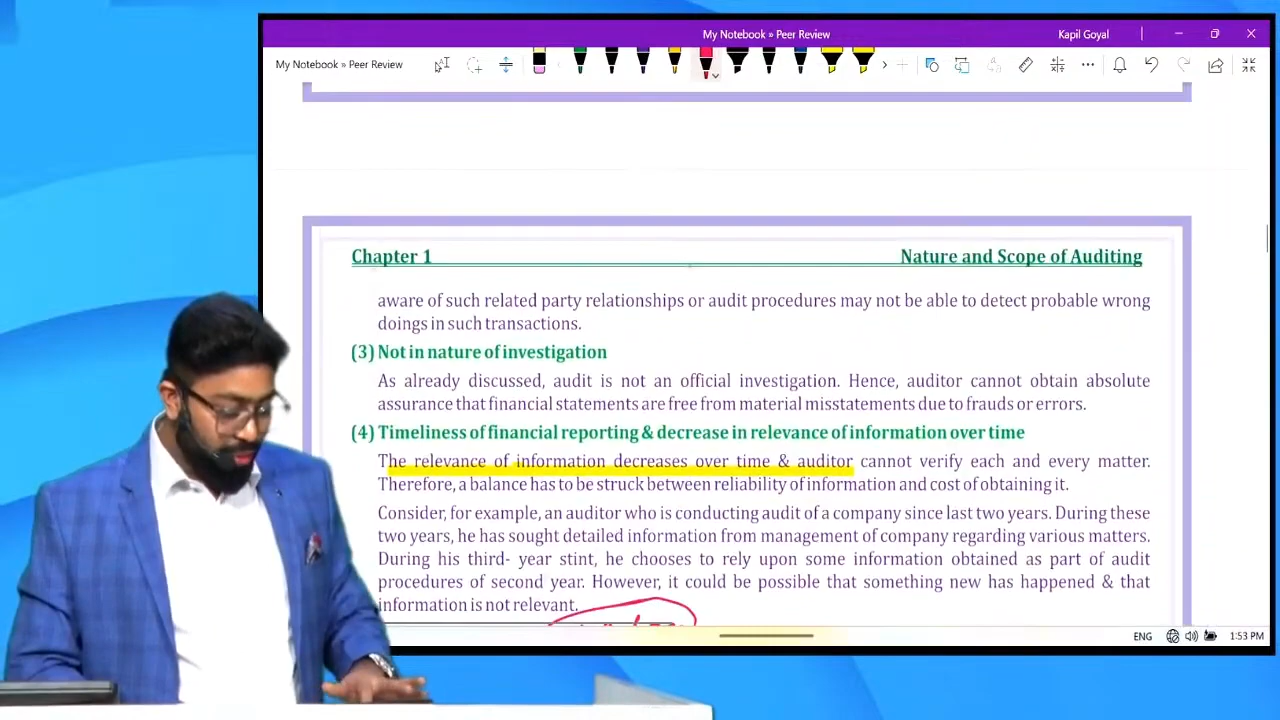 My Notebook » Peer Review
Kapil Goyal
My Notebook » Peer Review
Chapter 1 Nature and Scope of Auditing
aware of such related party relationships or audit procedures may not be able to detect probable wrong
doings in such transactions.
(3) Not in nature of investigation
As already discussed, audit is not an official investigation. Hence, auditor cannot obtain absolute
assurance that financial statements are free from material misstatements due to frauds or errors.
(4) Timeliness of financial reporting & decrease in relevance of information over time
The relevance of information decreases over time & auditor cannot verify each and every matter.
Therefore, a balance has to be struck between reliability of information and cost of obtaining it.
Consider, for example, an auditor who is conducting audit of a company since last two years. During these
two years, he has sought detailed information from management of company regarding various matters.
During his third- year stint, he chooses to rely upon some information obtained as part of audit
procedures of second year. However, it could be possible that something new has happened & that
information is not relevant.
ENG 1:53 PM